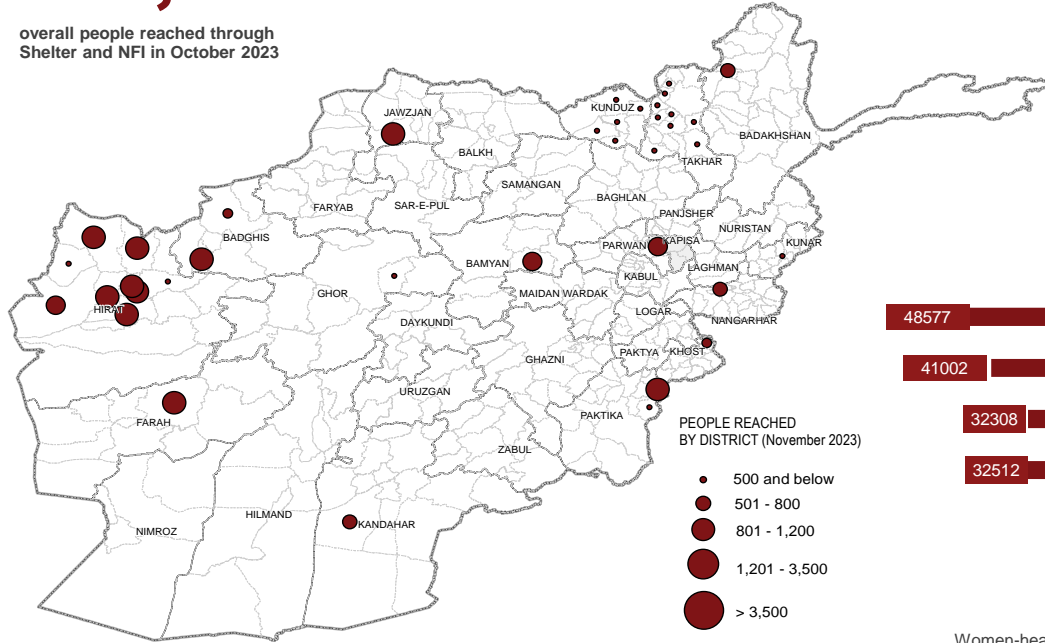 overall people reached through
Shelter and NFI in October 2023
JAWZJAN
KUNDUZ
BADAKHSHAN
BALKH
TAKHAR
SAMANGAN
FARYAB
SAR-E-PUL
BAGHLAN
PANJSHER
NURISTAN
BADGHIS
PARWAN
KAPISA
KUNAR
BAMYAN
LAGHMAN
KABUL
GHOR
MAIDAN WARDAK
HIRAT
LOGAR
NANGARHAR
DAYKUNDI
GHAZNI
PAKTYA
KHOST
URUZGAN
FARAH
PAKTIKA
ZABUL
HILMAND
KANDAHAR
NIMROZ
48577
41002
32308
32512
PEOPLE REACHED
BY DISTRICT (November 2023)
500 and below
501 - 800
801 - 1,200
1,201 - 3,500
> 3,500